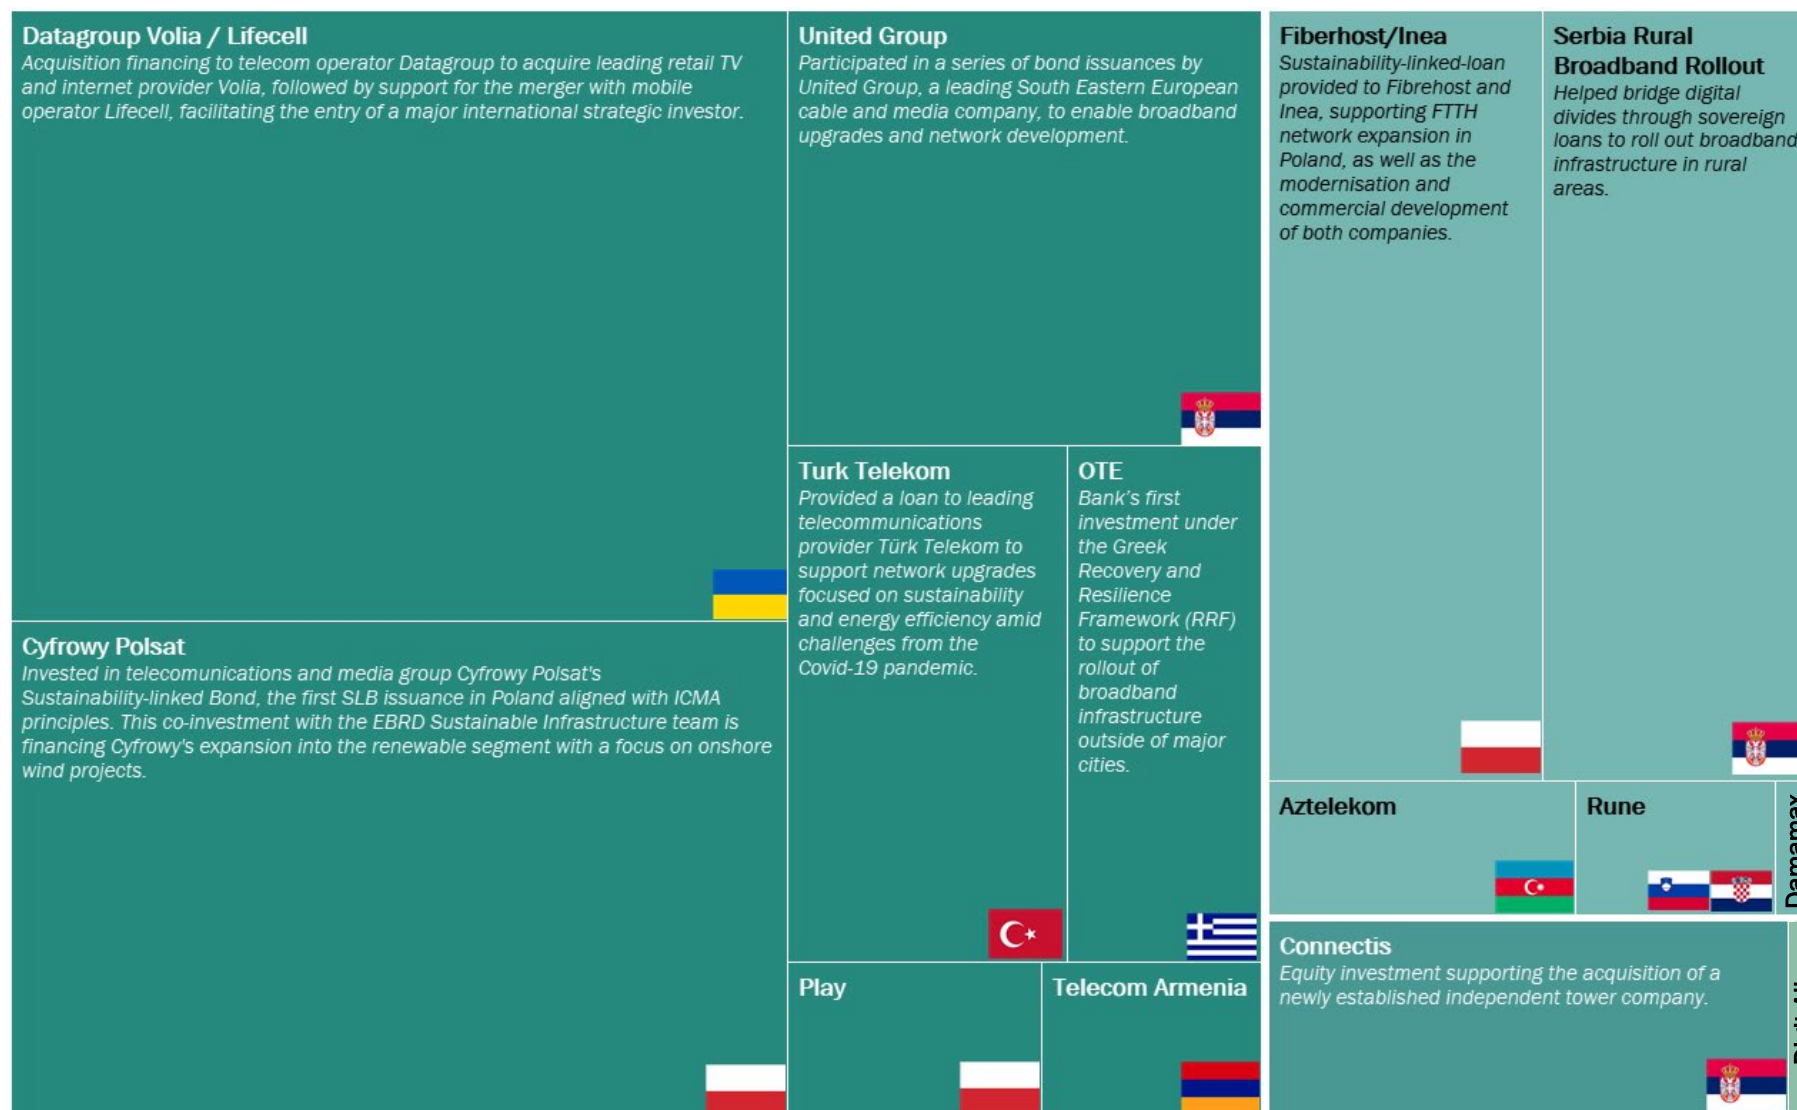 Datagroup Volia / Lifecell
Acquisition financing to telecom operator Datagroup to acquire leading retail TV
and internet provider Volia, followed by support for the merger with mobile
operator Lifecell, facilitating the entry of a major international strategic investor.
Cyfrowy Polsat
Invested in telecomunications and media group Cyfrowy Polsat's
Sustainability-linked Bond, the first SLB issuance in Poland aligned with ICMA
principles. This co-investment with the EBRD Sustainable Infrastructure team is
financing Cyfrowy's expansion into the renewable segment with a focus on onshore
wind projects.
United Group
Participated in a series of bond issuances by
United Group, a leading South Eastern European
cable and media company, to enable broadband
upgrades and network development.
Turk Telekom
Provided a loan to leading
telecommunications
provider Türk Telekom to
support network upgrades
focused on sustainability
and energy efficiency amid
challenges from the
Covid-19 pandemic.
OTE
Bank’s first
investment under
the Greek
Recovery and
Resilience
Framework (RRF)
to support the
rollout of
broadband
infrastructure
outside of major
cities.
Play
Telecom Armenia
Fiberhost/Inea
Sustainability-linked-loan
provided to Fibrehost and
Inea, supporting FTTH
network expansion in
Poland, as well as the
modernisation and
commercial development
of both companies.
Serbia Rural
Broadband Rollout
Helped bridge digital
divides through sovereign
loans to roll out broadband
infrastructure in rural
areas.
Aztelekom
Rune
Damamax
Connectis
Equity investment supporting the acquisition of a
newly established independent tower company.